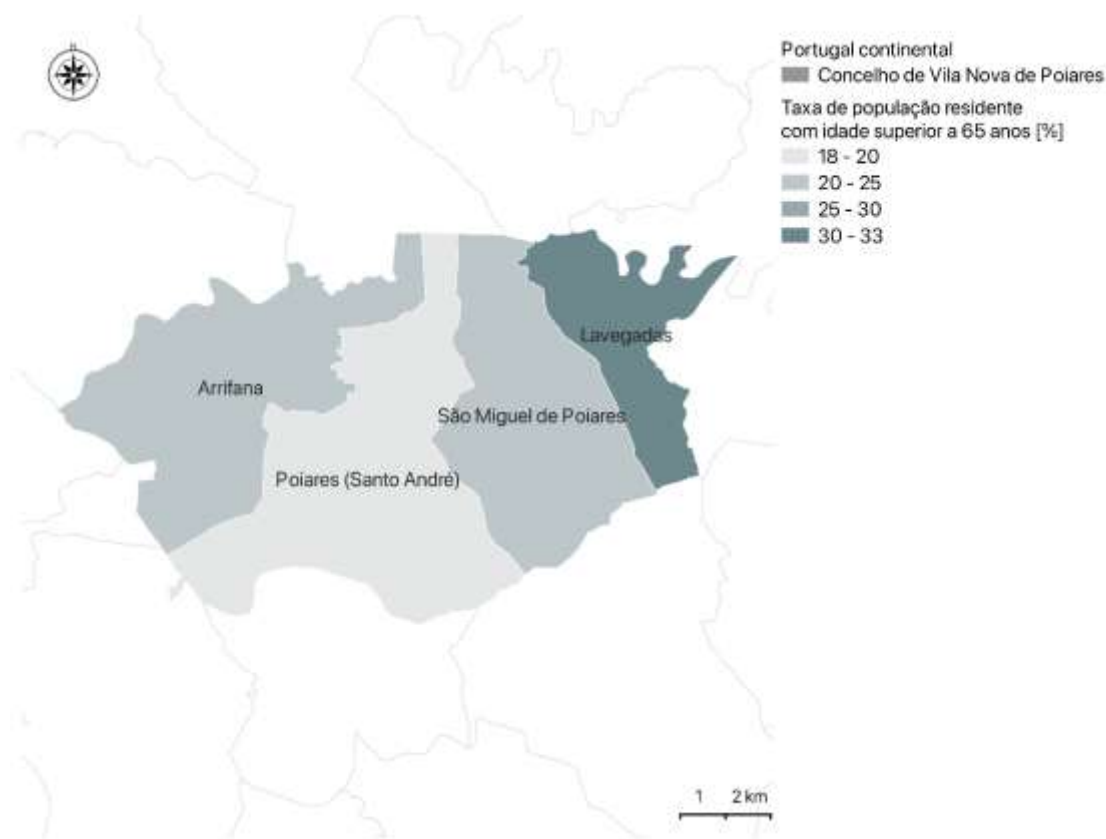 N
Portugal continental
Concelho de Vila Nova de Poiares
Taxa de população residente
com idade superior a 65 anos [%]
18 - 20
20 - 25
25 - 30
30 - 33
Lavegadas
Arrifana
São Miguel de Poiares
Poiares (Santo André)
1 2 km